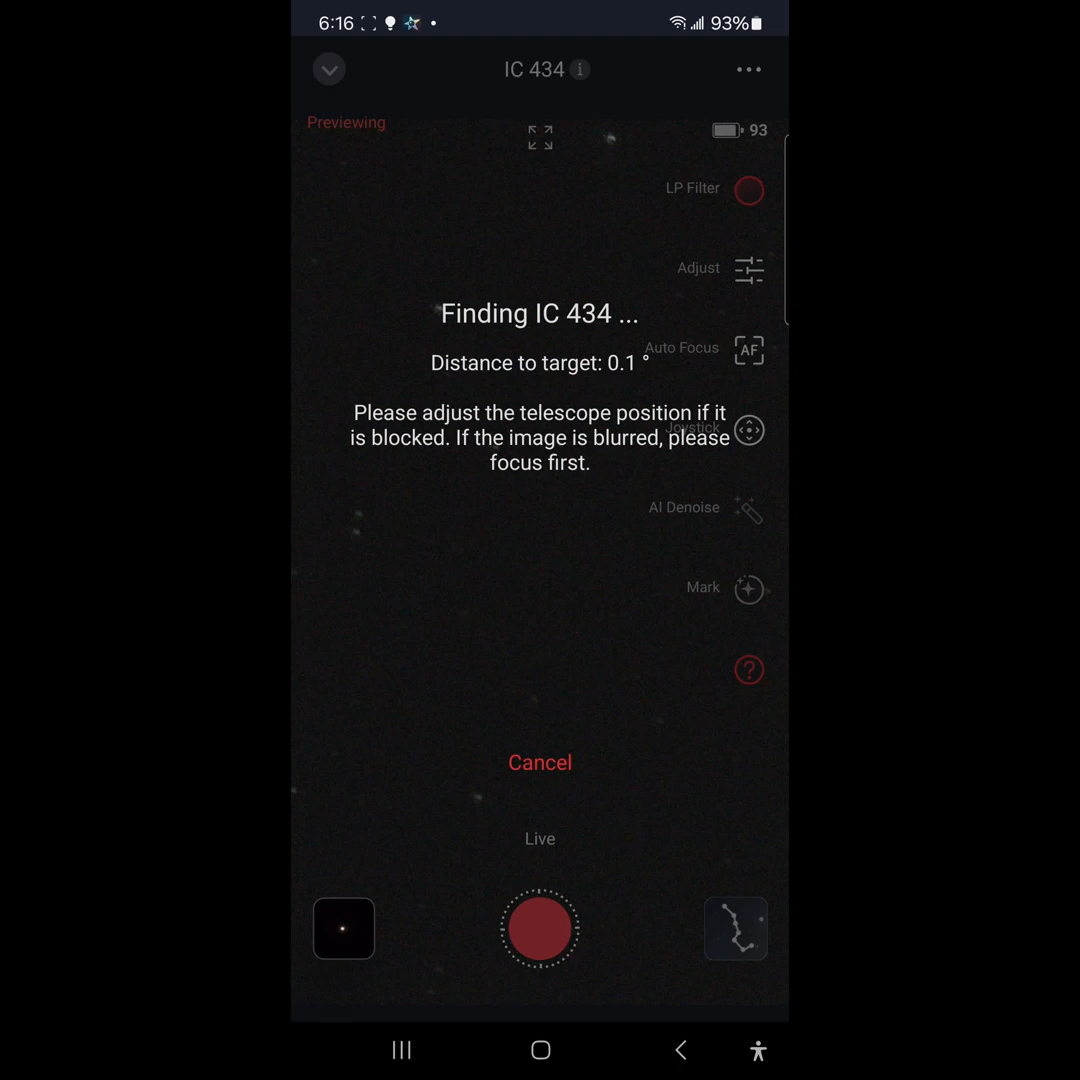 6:16
93%
IC 434
Previewing
93
LP Filter
Adjust
Finding IC 434 ...
Auto Focus
AF
Distance to target: 0.1 °
Please adjust the telescope position if it
Joystick
is blocked. If the image is blurred, please
focus first.
AI Denoise
Mark
?
Cancel
Live